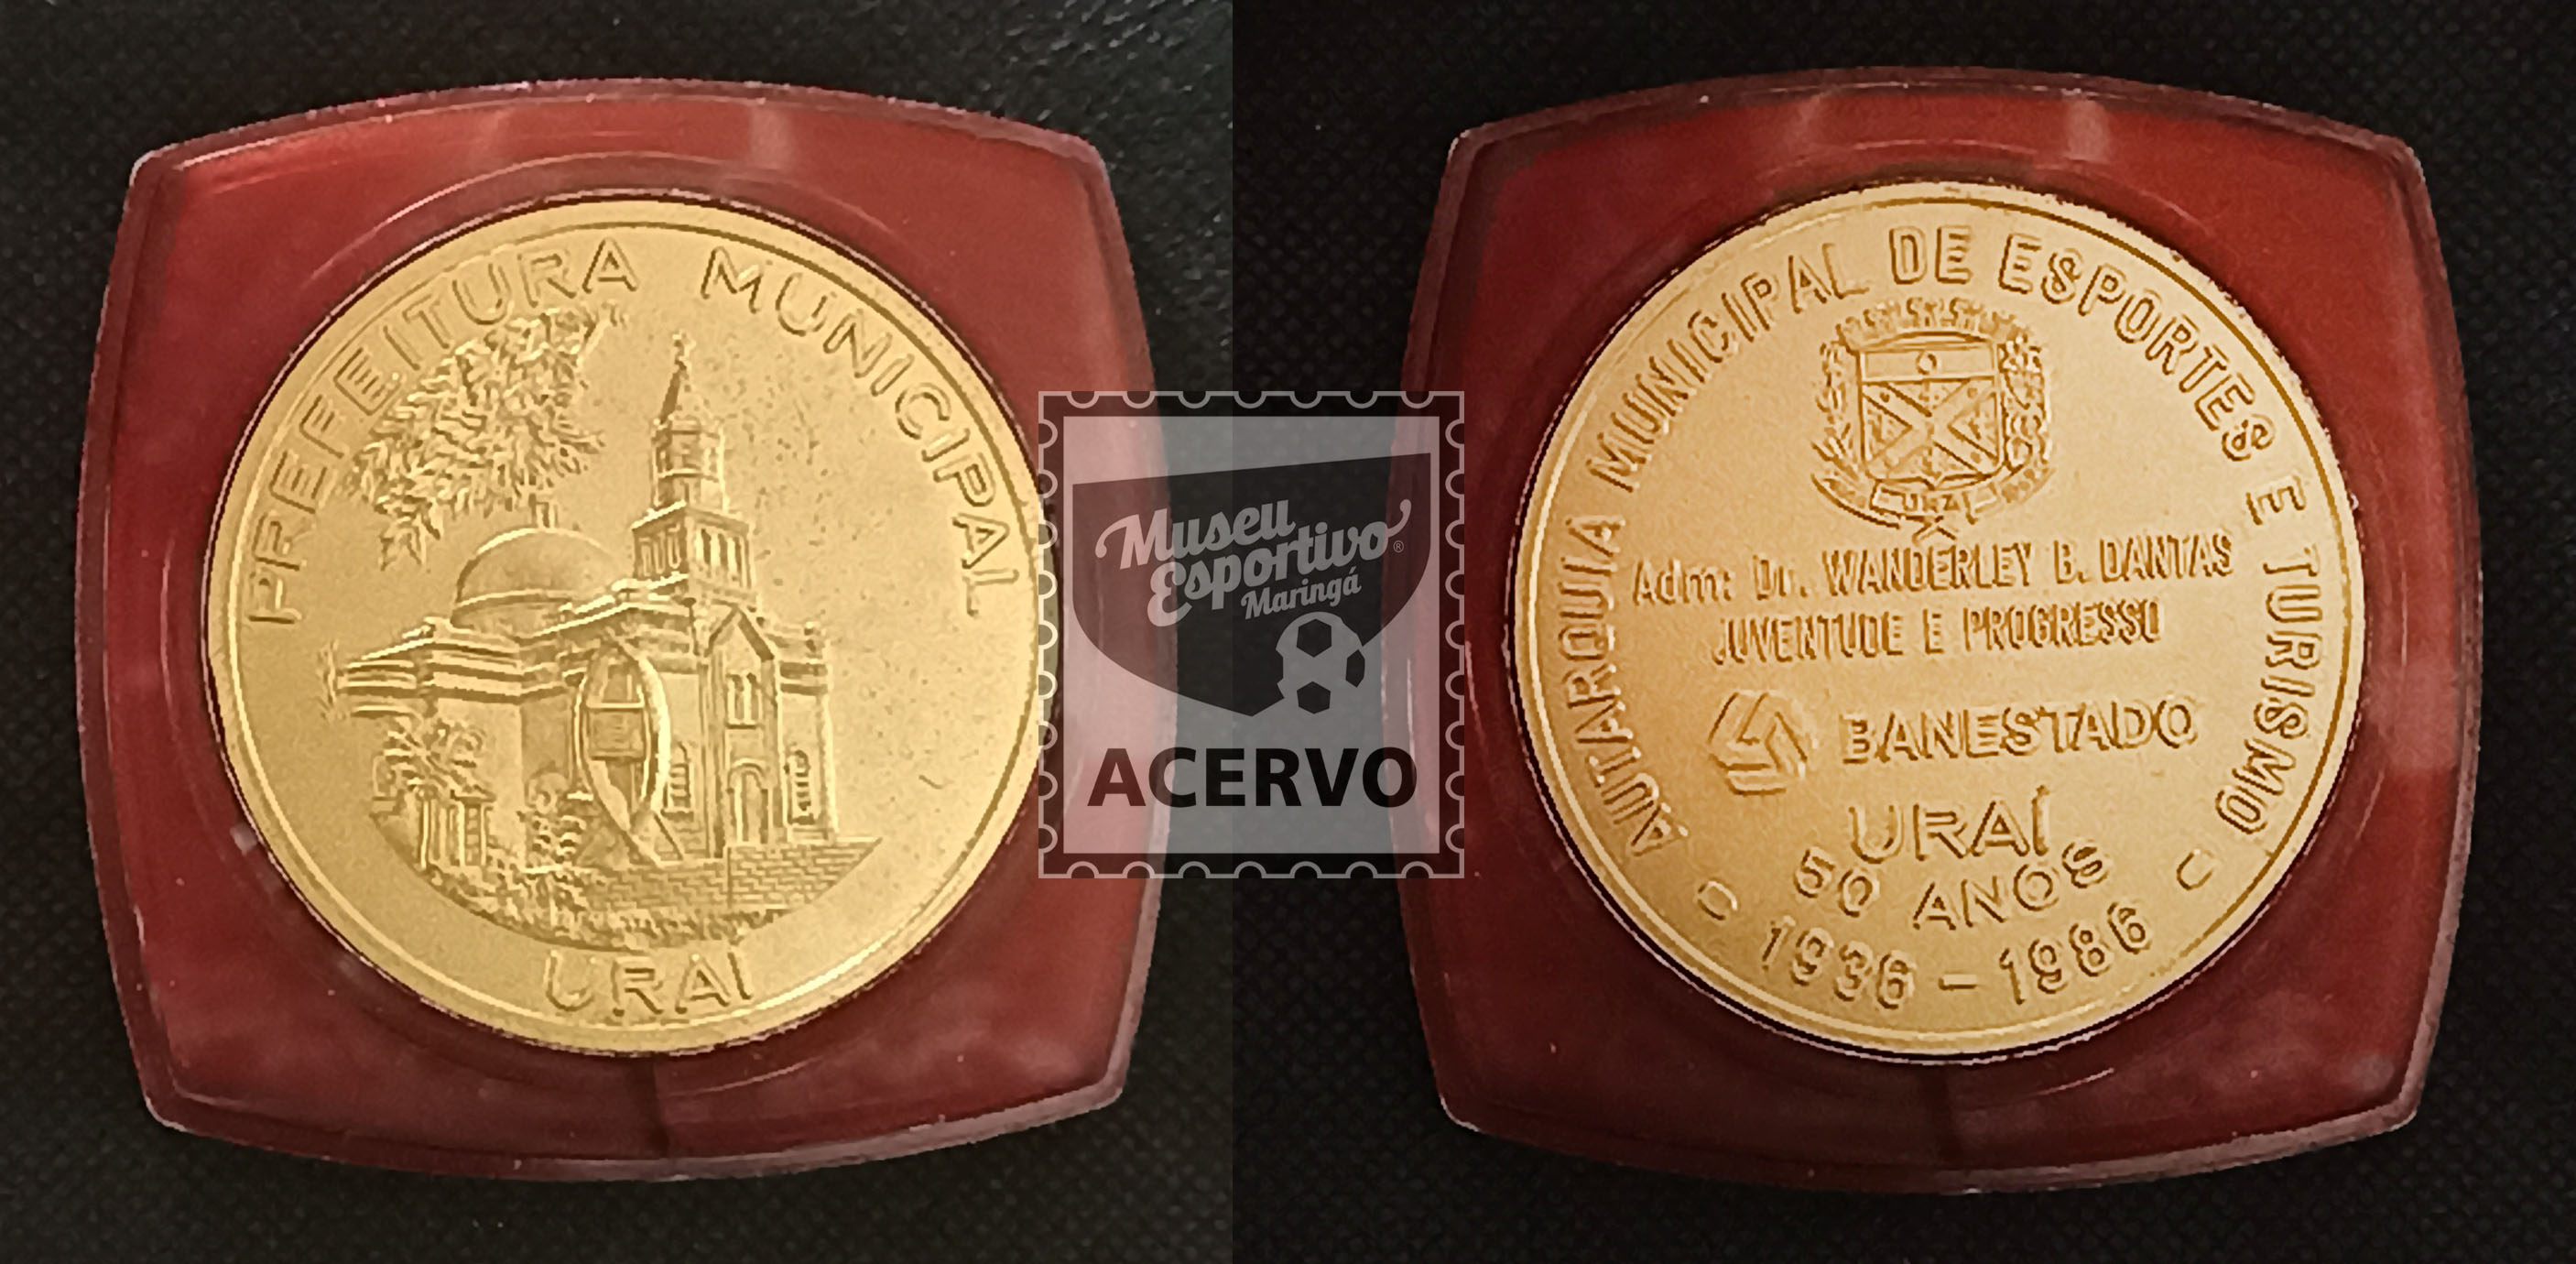 PREFEITURA MUNICIPAL
URAÍ
Museu
Esportivo®
Maringá
ACERVO
AUTARQUIA MUNICIPAL DE ESPORTES E TURISMO
URAÍ
Adm: Dr. WANDERLEY B. DANTAS
JUVENTUDE E PROGRESSO
BANESTADO
URAÍ
50 ANOS
1936 - 1986